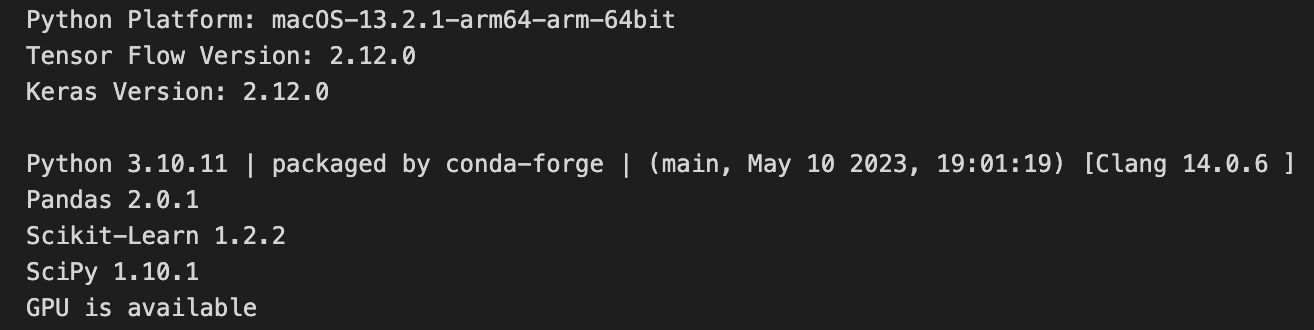 Python Platform: macOS-13.2.1-arm64-arm-64bit
Tensor Flow Version: 2.12.0
Keras Version: 2.12.0
Python 3.10.11 | packaged by conda-forge | (main, May 10 2023, 19:01:19) [Clang 14.0.6 ]
Pandas 2.0.1
Scikit-Learn 1.2.2
SciPy 1.10.1
GPU is available